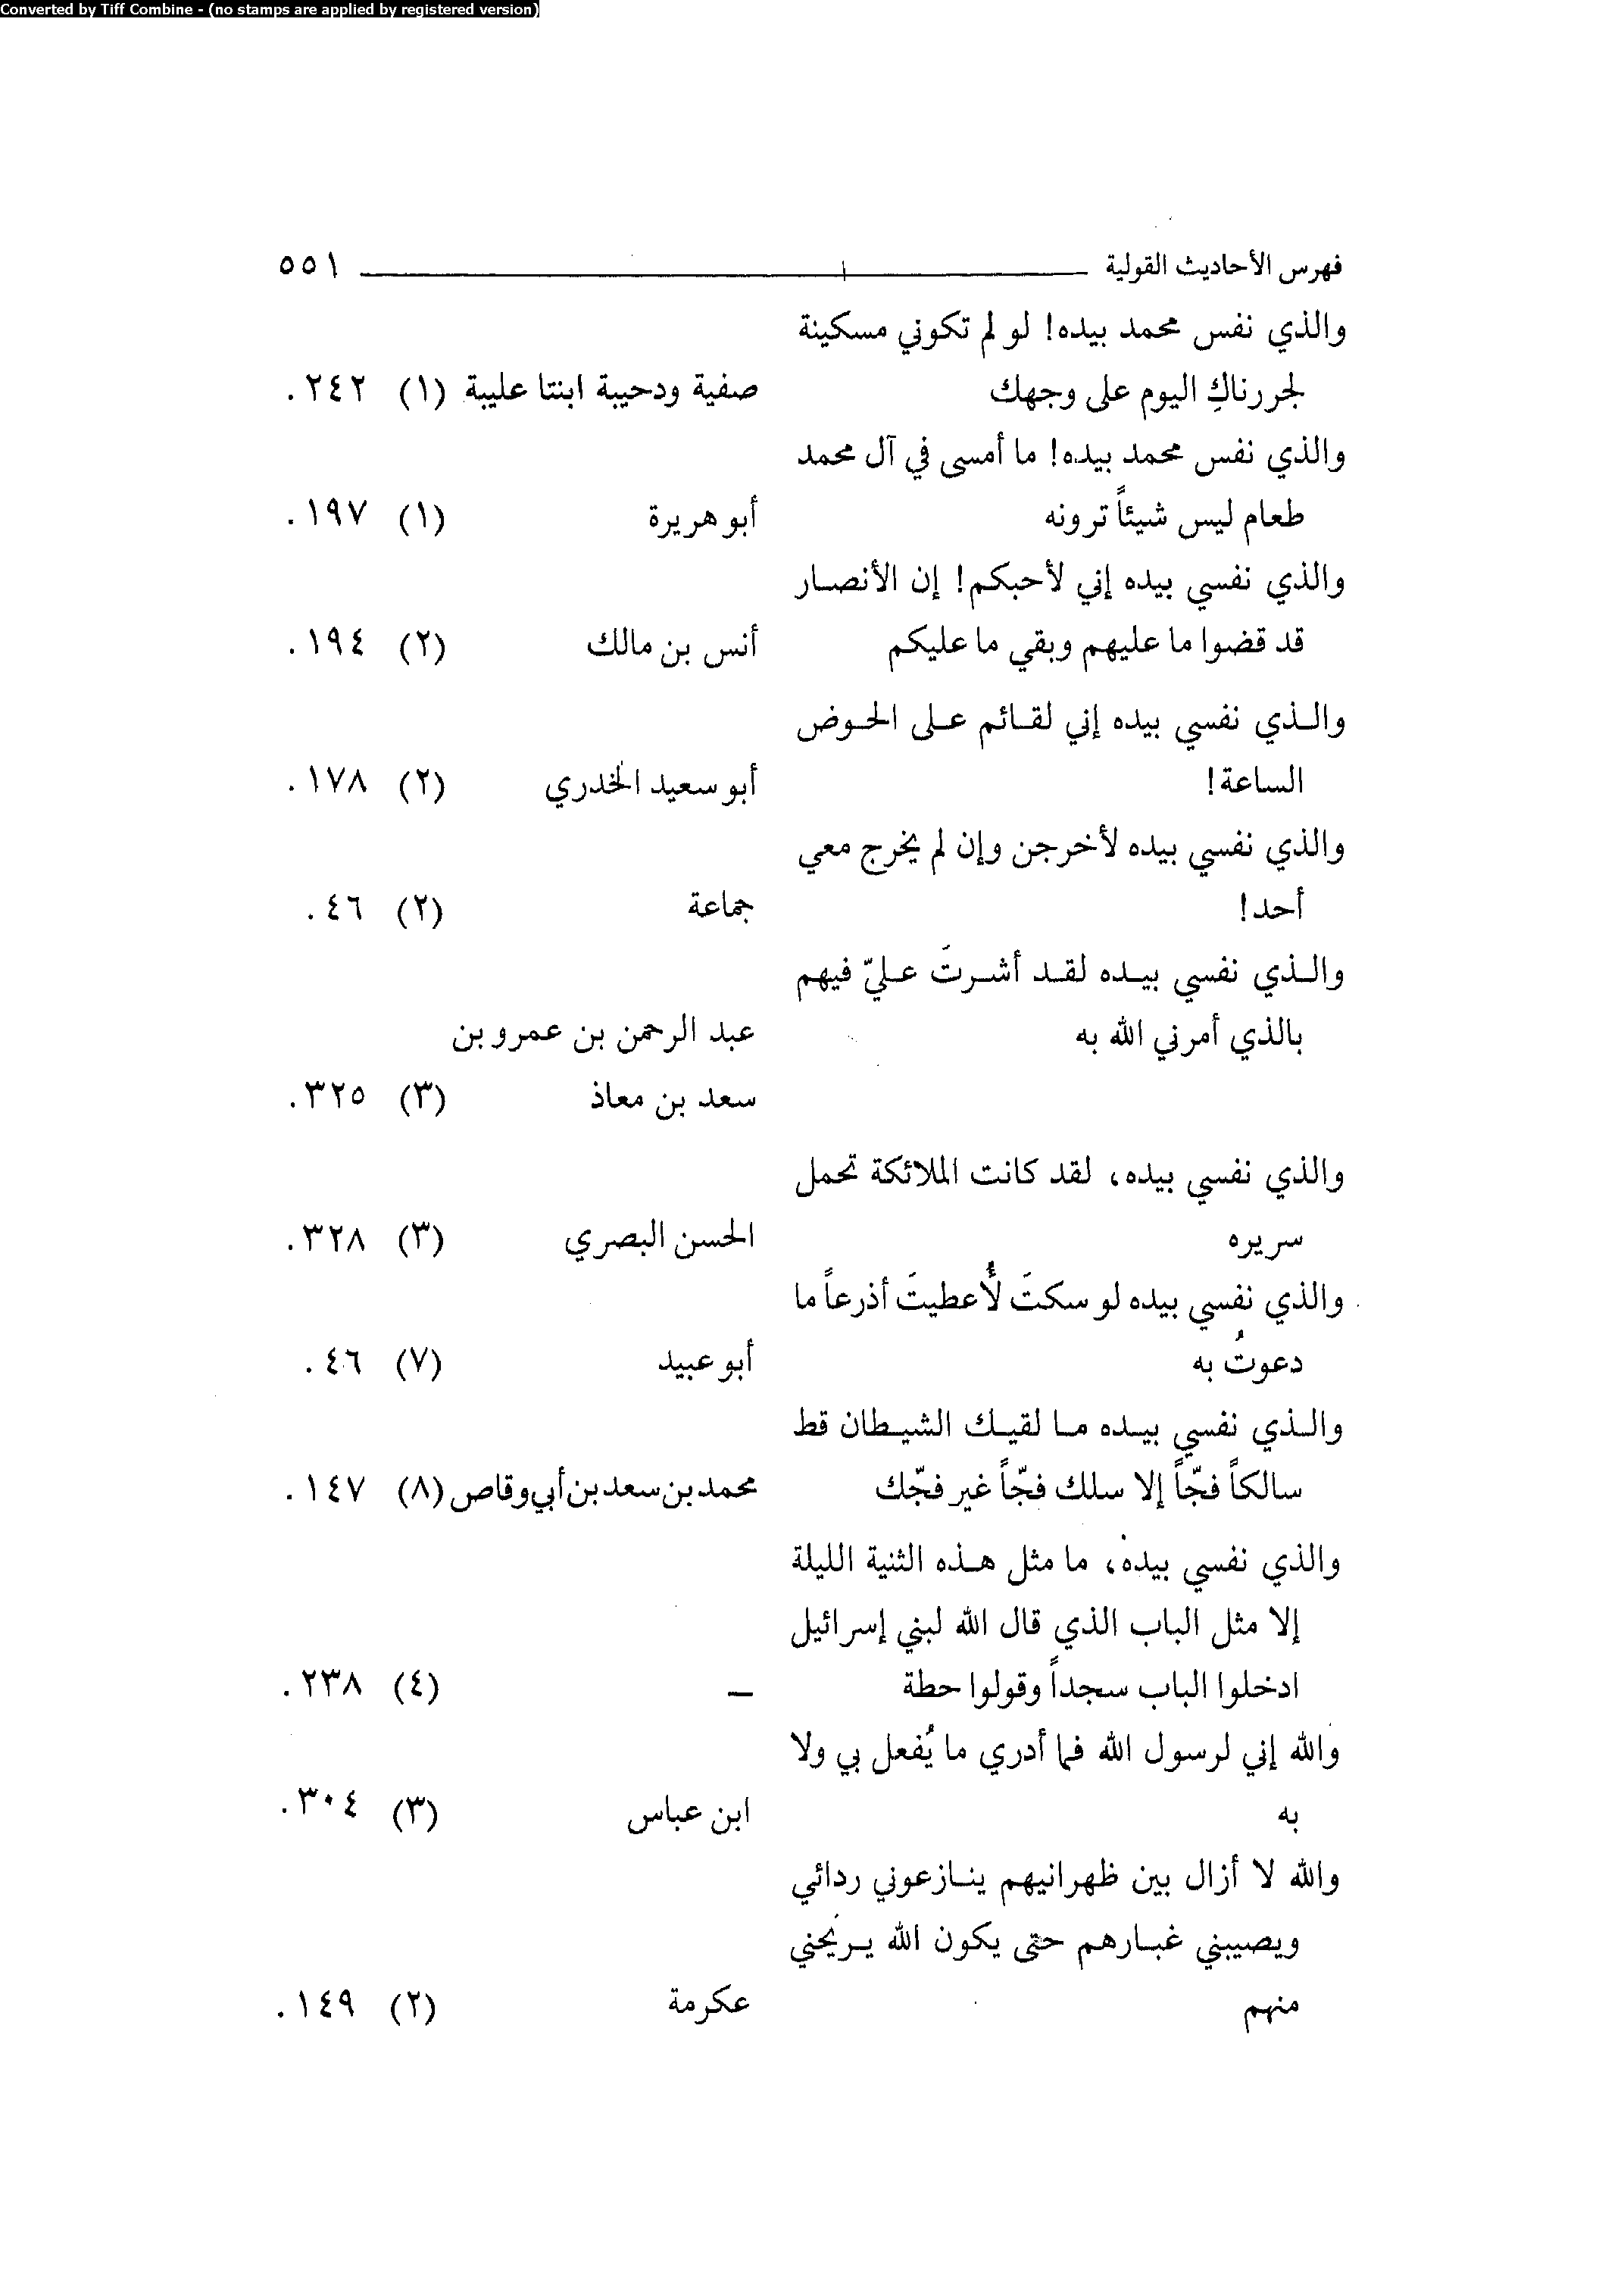 Converted by Tiff Combine - (no stamps are applied by registered version)
فهرس الأحاديث القولية ٥٥١
والذي نفس محمد بيده! لو لم تكوني مسكينة
لجررناكِ اليوم على وجهك صفية ودحيبة ابنتا عليبة (١) ٢٤٢.
والذي نفس محمد بيده! ما أمسى في آل محمد
طعام ليس شيئاً ترونه أبو هريرة (١) ١٩٧.
والذي نفسي بيده إني لأحبكم! إن الأنصار
قد قضوا ما عليهم وبقي ما عليكم أنس بن مالك (٢) ١٩٤.
والذي نفسي بيده إني لقائم على الحوض
الساعة! أبو سعيد الخدري (٢) ١٧٨.
والذي نفسي بيده لأخرجن وإن لم يخرج معي
أحد! جماعة (٢) ٤٦.
والذي نفسي بيده لقد أشرتَ عليّ فيهم
بالذي أمرني الله به عبد الرحمن بن عمرو بن
سعد بن معاذ (٣) ٣٢٥.
والذي نفسي بيده، لقد كانت الملائكة تحمل
سريره الحسن البصري (٣) ٣٢٨.
والذي نفسي بيده لو سكتَ لأُعطيتَ أذرعاً ما
دعوتُ به أبو عبيد (٧) ٤٦.
والذي نفسي بيده ما لقيك الشيطان قط
سالكاً فجّاً إلا سلك فجّاً غير فجّك محمد بن سعد بن أبي وقاص (٨) ١٤٧.
والذي نفسي بيده، ما مثل هذه الثنية الليلة
إلا مثل الباب الذي قال الله لبني إسرائيل
ادخلوا الباب سجداً وقولوا حطة — (٤) ٢٣٨.
والله إني لرسول الله فما أدري ما يُفعل بي ولا
به ابن عباس (٣) ٣٠٤.
والله لا أزال بين ظهرانيهم ينازعوني ردائي
ويصيبني غبارهم حتى يكون الله يريحني
منهم عكرمة (٢) ١٤٩.